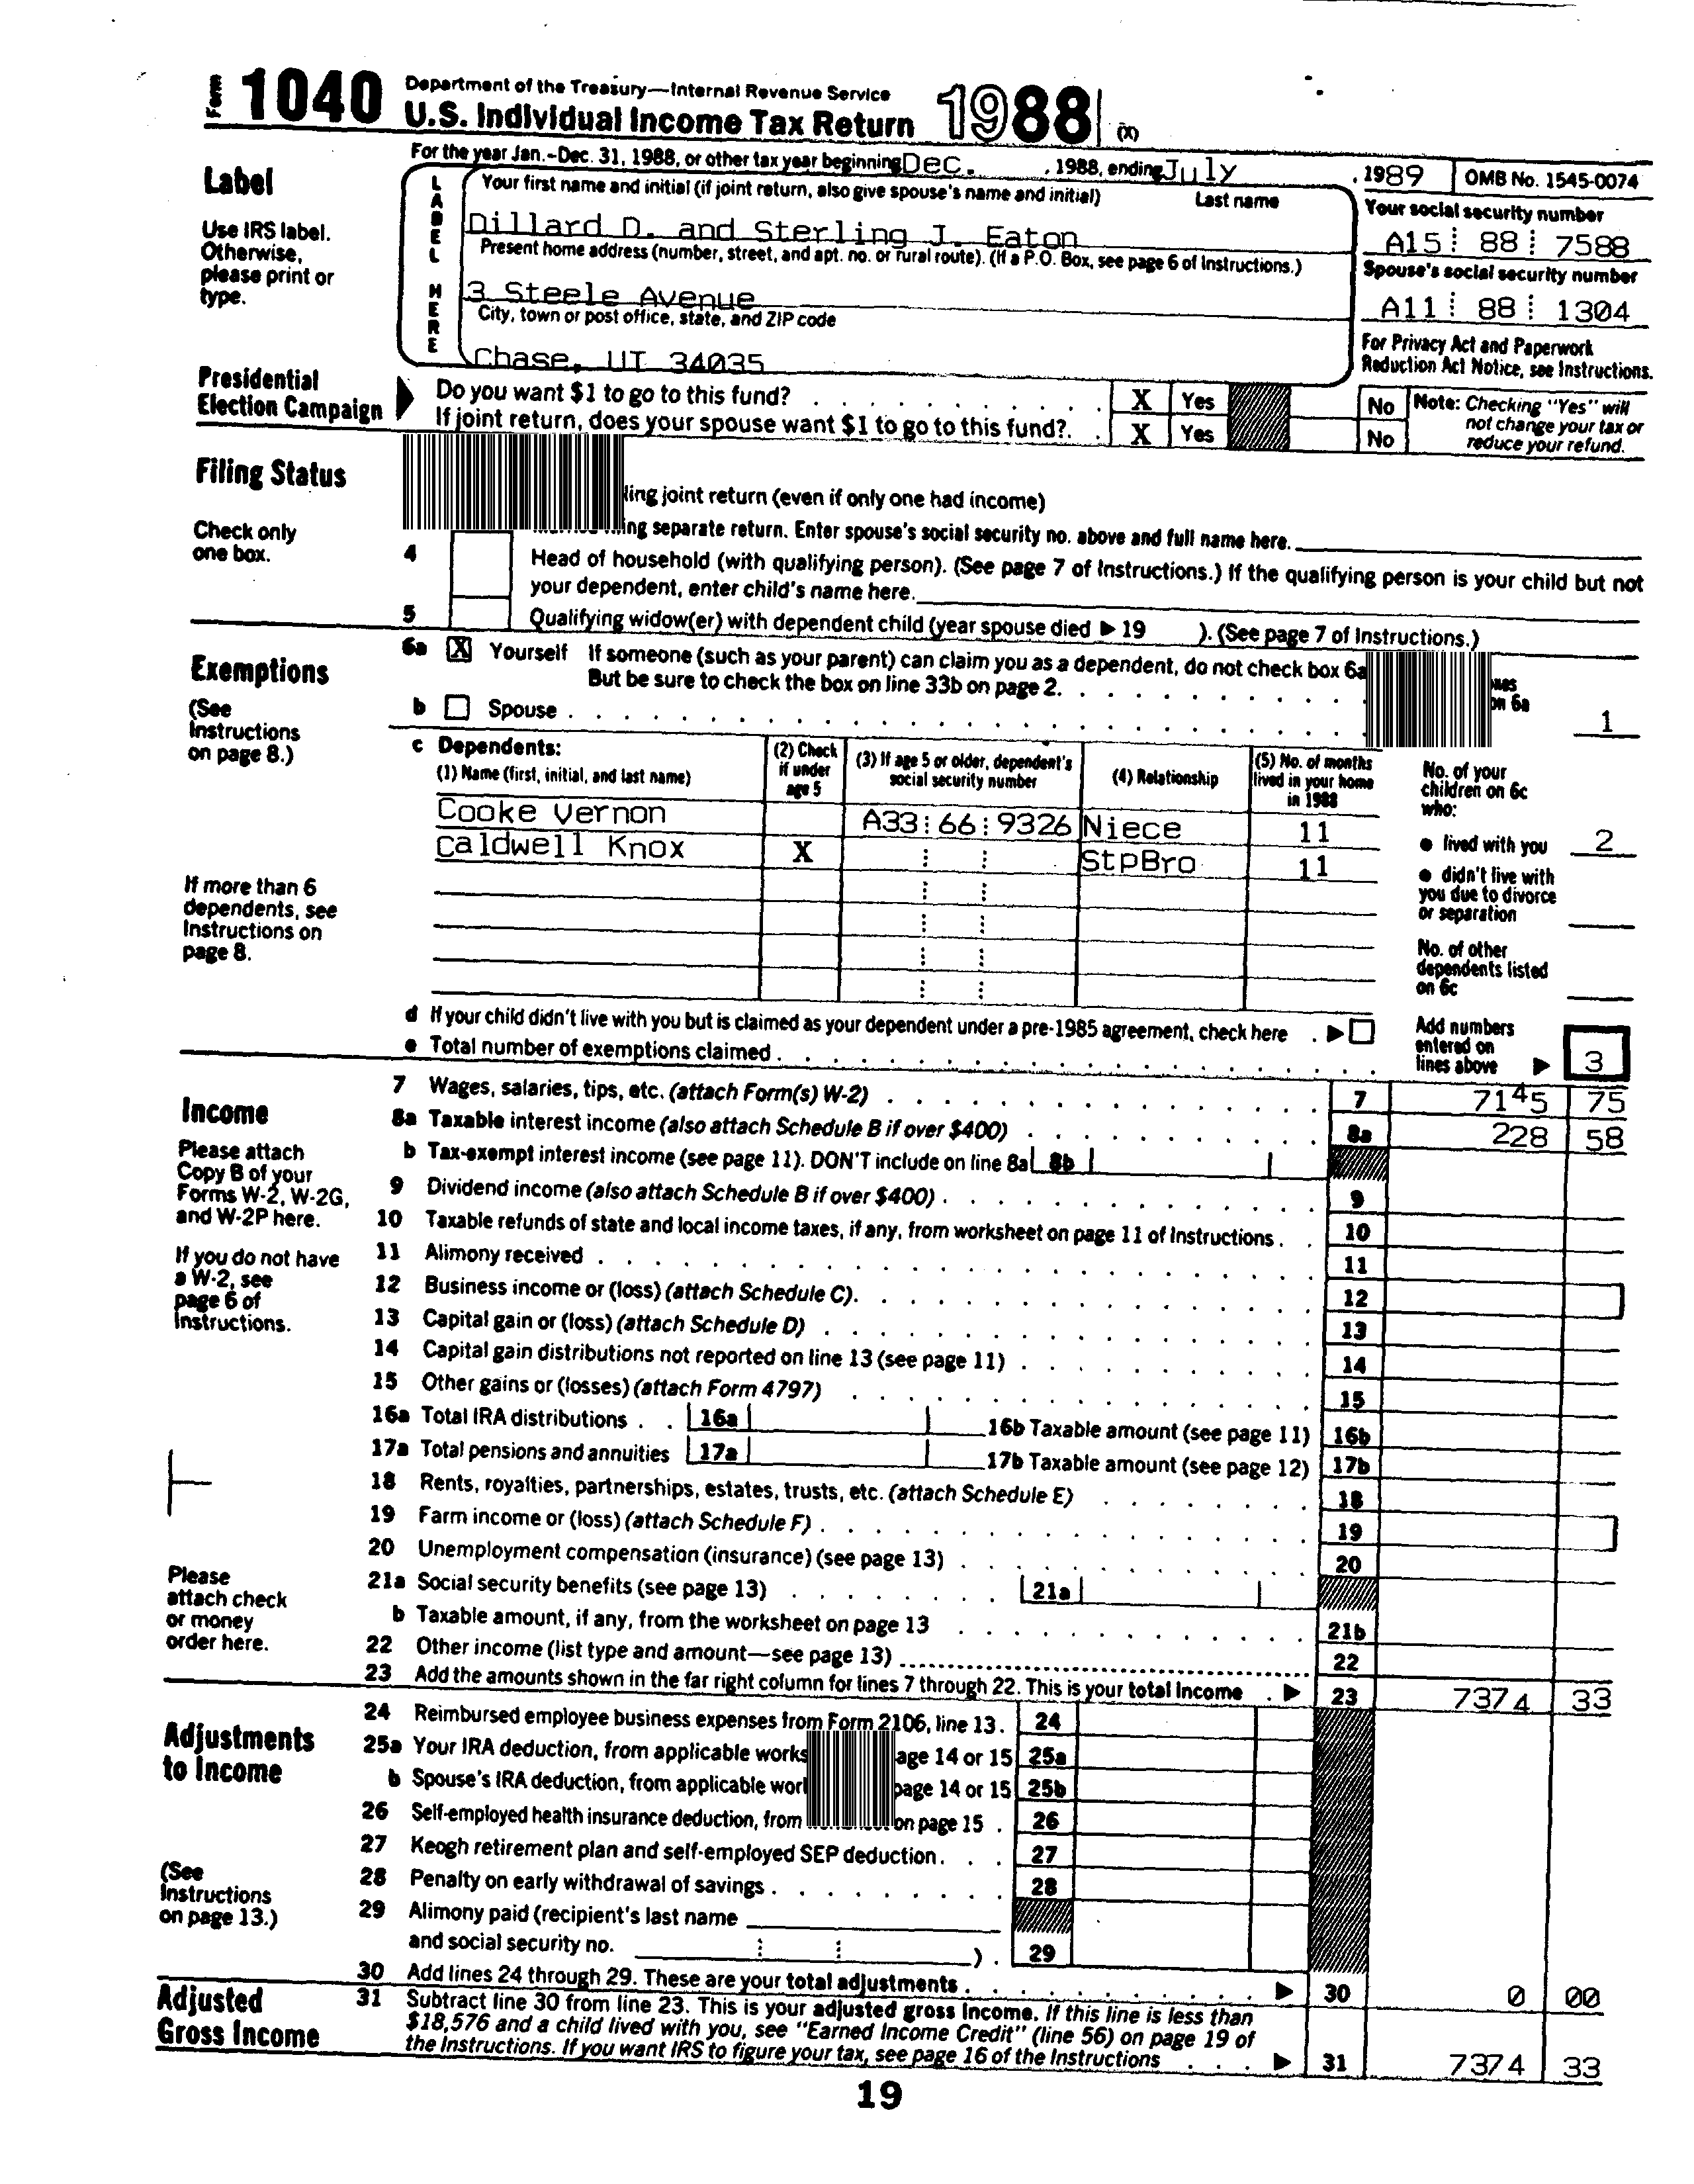 Form 1040 Department of the Treasury—Internal Revenue Service
U.S. Individual Income Tax Return 1988 (X)
For the year Jan.-Dec. 31, 1988, or other tax year beginning Dec. , 1988, ending July , 1989 OMB No. 1545-0074
Label
Use IRS label. Otherwise, please print or type.
LABEL HERE
Your first name and initial (if joint return, also give spouse's name and initial) Last name
Dillard D. and Sterling J. Eaton
Your social security number
A15 88 7588
Present home address (number, street, and apt. no. or rural route). (If a P.O. Box, see page 6 of Instructions.)
3 Steele Avenue
Spouse's social security number
A11 88 1304
City, town or post office, state, and ZIP code
Chase, UT 34035
For Privacy Act and Paperwork Reduction Act Notice, see Instructions.
Presidential Election Campaign
Do you want $1 to go to this fund? X Yes No
If joint return, does your spouse want $1 to go to this fund? X Yes No
Note: Checking "Yes" will not change your tax or reduce your refund.
Filing Status
Check only one box.
ling joint return (even if only one had income)
ing separate return. Enter spouse's social security no. above and full name here.
4 Head of household (with qualifying person). (See page 7 of Instructions.) If the qualifying person is your child but not
your dependent, enter child's name here.
5 Qualifying widow(er) with dependent child (year spouse died ▶ 19 ). (See page 7 of Instructions.)
Exemptions
(See Instructions on page 8.)
6a X Yourself If someone (such as your parent) can claim you as a dependent, do not check box 6a
But be sure to check the box on line 33b on page 2.
on 6a 1
b Spouse
c Dependents:
(1) Name (first, initial, and last name) (2) Check if under age 5 (3) If age 5 or older, dependent's social security number (4) Relationship (5) No. of months lived in your home in 1988
Cooke Vernon A33 66 9326 Niece 11
Caldwell Knox X StpBro 11
No. of your children on 6c who:
● lived with you 2
● didn't live with you due to divorce or separation
No. of other dependents listed on 6c
If more than 6 dependents, see Instructions on page 8.
d If your child didn't live with you but is claimed as your dependent under a pre-1985 agreement, check here ▶
e Total number of exemptions claimed
Add numbers entered on lines above ▶ 3
Income
Please attach Copy B of your Forms W-2, W-2G, and W-2P here.
If you do not have a W-2, see page 6 of Instructions.
Please attach check or money order here.
7 Wages, salaries, tips, etc. (attach Form(s) W-2) 7 7145 75
8a Taxable interest income (also attach Schedule B if over $400) 8a 228 58
b Tax-exempt interest income (see page 11). DON'T include on line 8a 8b
9 Dividend income (also attach Schedule B if over $400) 9
10 Taxable refunds of state and local income taxes, if any, from worksheet on page 11 of Instructions 10
11 Alimony received 11
12 Business income or (loss) (attach Schedule C) 12
13 Capital gain or (loss) (attach Schedule D) 13
14 Capital gain distributions not reported on line 13 (see page 11) 14
15 Other gains or (losses) (attach Form 4797) 15
16a Total IRA distributions 16a 16b Taxable amount (see page 11) 16b
17a Total pensions and annuities 17a 17b Taxable amount (see page 12) 17b
18 Rents, royalties, partnerships, estates, trusts, etc. (attach Schedule E) 18
19 Farm income or (loss) (attach Schedule F) 19
20 Unemployment compensation (insurance) (see page 13) 20
21a Social security benefits (see page 13) 21a
b Taxable amount, if any, from the worksheet on page 13 21b
22 Other income (list type and amount—see page 13) 22
23 Add the amounts shown in the far right column for lines 7 through 22. This is your total income ▶ 23 7374 33
Adjustments to Income
(See Instructions on page 13.)
24 Reimbursed employee business expenses from Form 2106, line 13 24
25a Your IRA deduction, from applicable works age 14 or 15 25a
b Spouse's IRA deduction, from applicable wor page 14 or 15 25b
26 Self-employed health insurance deduction, from on page 15 26
27 Keogh retirement plan and self-employed SEP deduction 27
28 Penalty on early withdrawal of savings 28
29 Alimony paid (recipient's last name
and social security no. ) 29
30 Add lines 24 through 29. These are your total adjustments ▶ 30 0 00
Adjusted Gross Income
31 Subtract line 30 from line 23. This is your adjusted gross income. If this line is less than
$18,576 and a child lived with you, see "Earned Income Credit" (line 56) on page 19 of
the Instructions. If you want IRS to figure your tax, see page 16 of the Instructions ▶ 31 7374 33
19